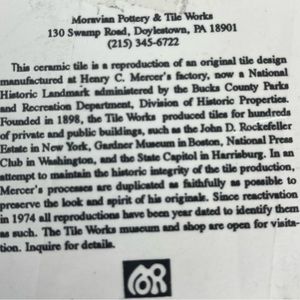 Moravian Pottery & Tile Works
130 Swamp Road, Doylestown, PA 18901
(215) 345-6722
This ceramic tile is a reproduction of an original tile design
manufactured at Henry C. Mercer's factory, now a National
Historic Landmark administered by the Bucks County Parks
and Recreation Department, Division of Historic Properties.
Founded in 1898, the Tile Works produced tiles for hundreds
of private and public buildings, such as the John D. Rockefeller
Estate in New York, Gardner Museum in Boston, National Press
Club in Washington, and the State Capitol in Harrisburg. In an
attempt to maintain the historic integrity of the tile production,
Mercer's processes are duplicated as faithfully as possible to
preserve the look and spirit of his originals. Since reactivation
in 1974 all reproductions have been year dated to identify them
as such. The Tile Works museum and shop are open for visita-
tion. Inquire for details.